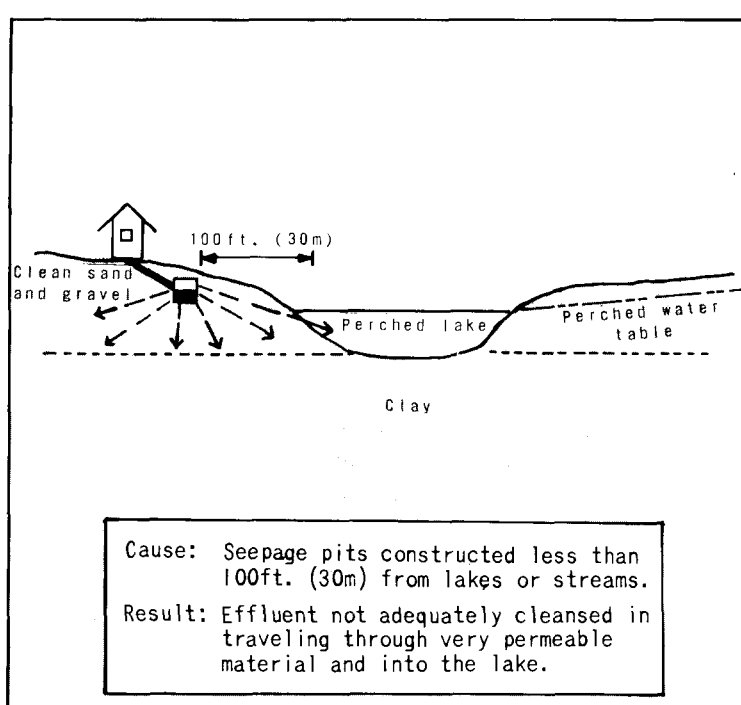 100ft. (30m)
Clean sand
and gravel
Perched lake
Perched water
table
Clay
Cause: Seepage pits constructed less than
100ft. (30m) from lakes or streams.
Result: Effluent not adequately cleansed in
traveling through very permeable
material and into the lake.